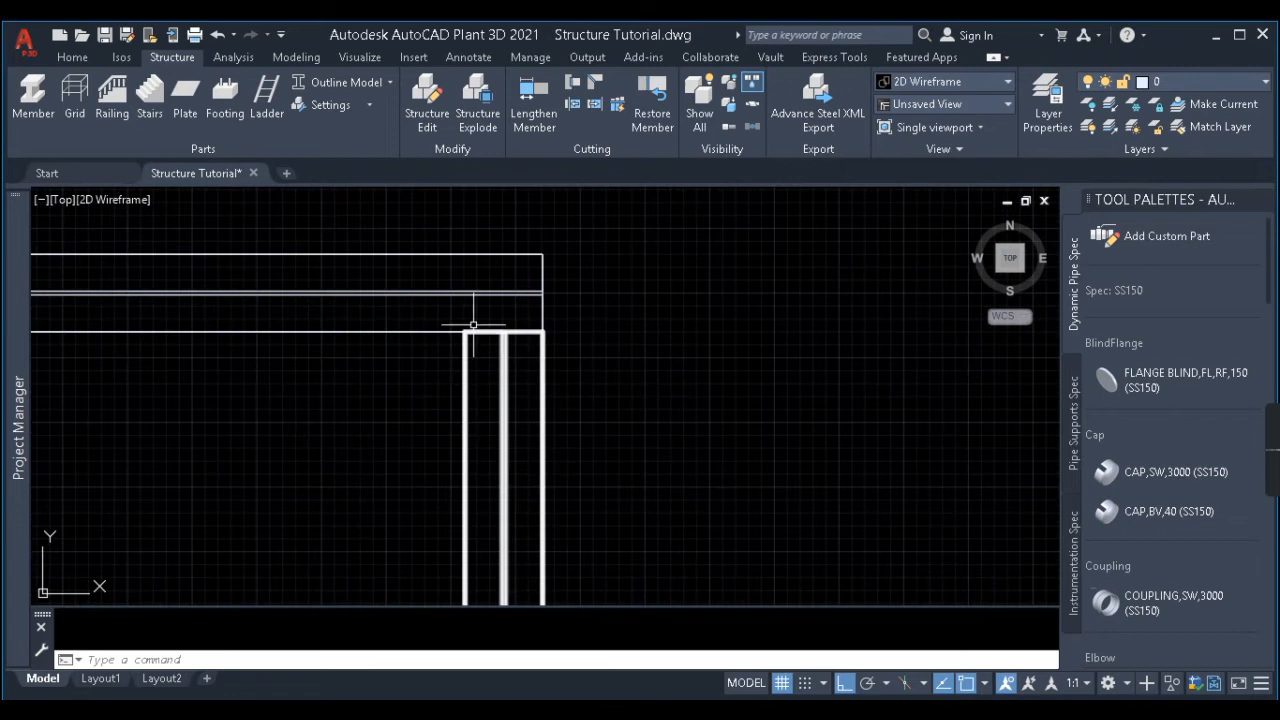 Autodesk AutoCAD Plant 3D 2021 Structure Tutorial.dwg Type a keyword or phrase Sign In
P3D
Home Isos Structure Analysis Modeling Visualize Insert Annotate Manage Output Add-ins Collaborate Vault Express Tools Featured Apps
Member Grid Railing Stairs Plate Footing Ladder
Outline Model
Settings
Structure Edit
Structure Explode
Lengthen Member
Restore Member
Show All
Advance Steel XML Export
2D Wireframe
Unsaved View
Single viewport
Layer Properties
0
Make Current
Match Layer
Parts Modify Cutting Visibility Export View Layers
Start Structure Tutorial*
[−][Top][2D Wireframe]
N
W TOP E
S
WCS
Project Manager
Y
X
TOOL PALETTES - AU...
Dynamic Pipe Spec
Pipe Supports Spec
Instrumentation Spec
Add Custom Part
Spec: SS150
BlindFlange
FLANGE BLIND,FL,RF,150
(SS150)
Cap
CAP,SW,3000 (SS150)
CAP,BV,40 (SS150)
Coupling
COUPLING,SW,3000
(SS150)
Elbow
Type a command
Model Layout1 Layout2
MODEL 1:1